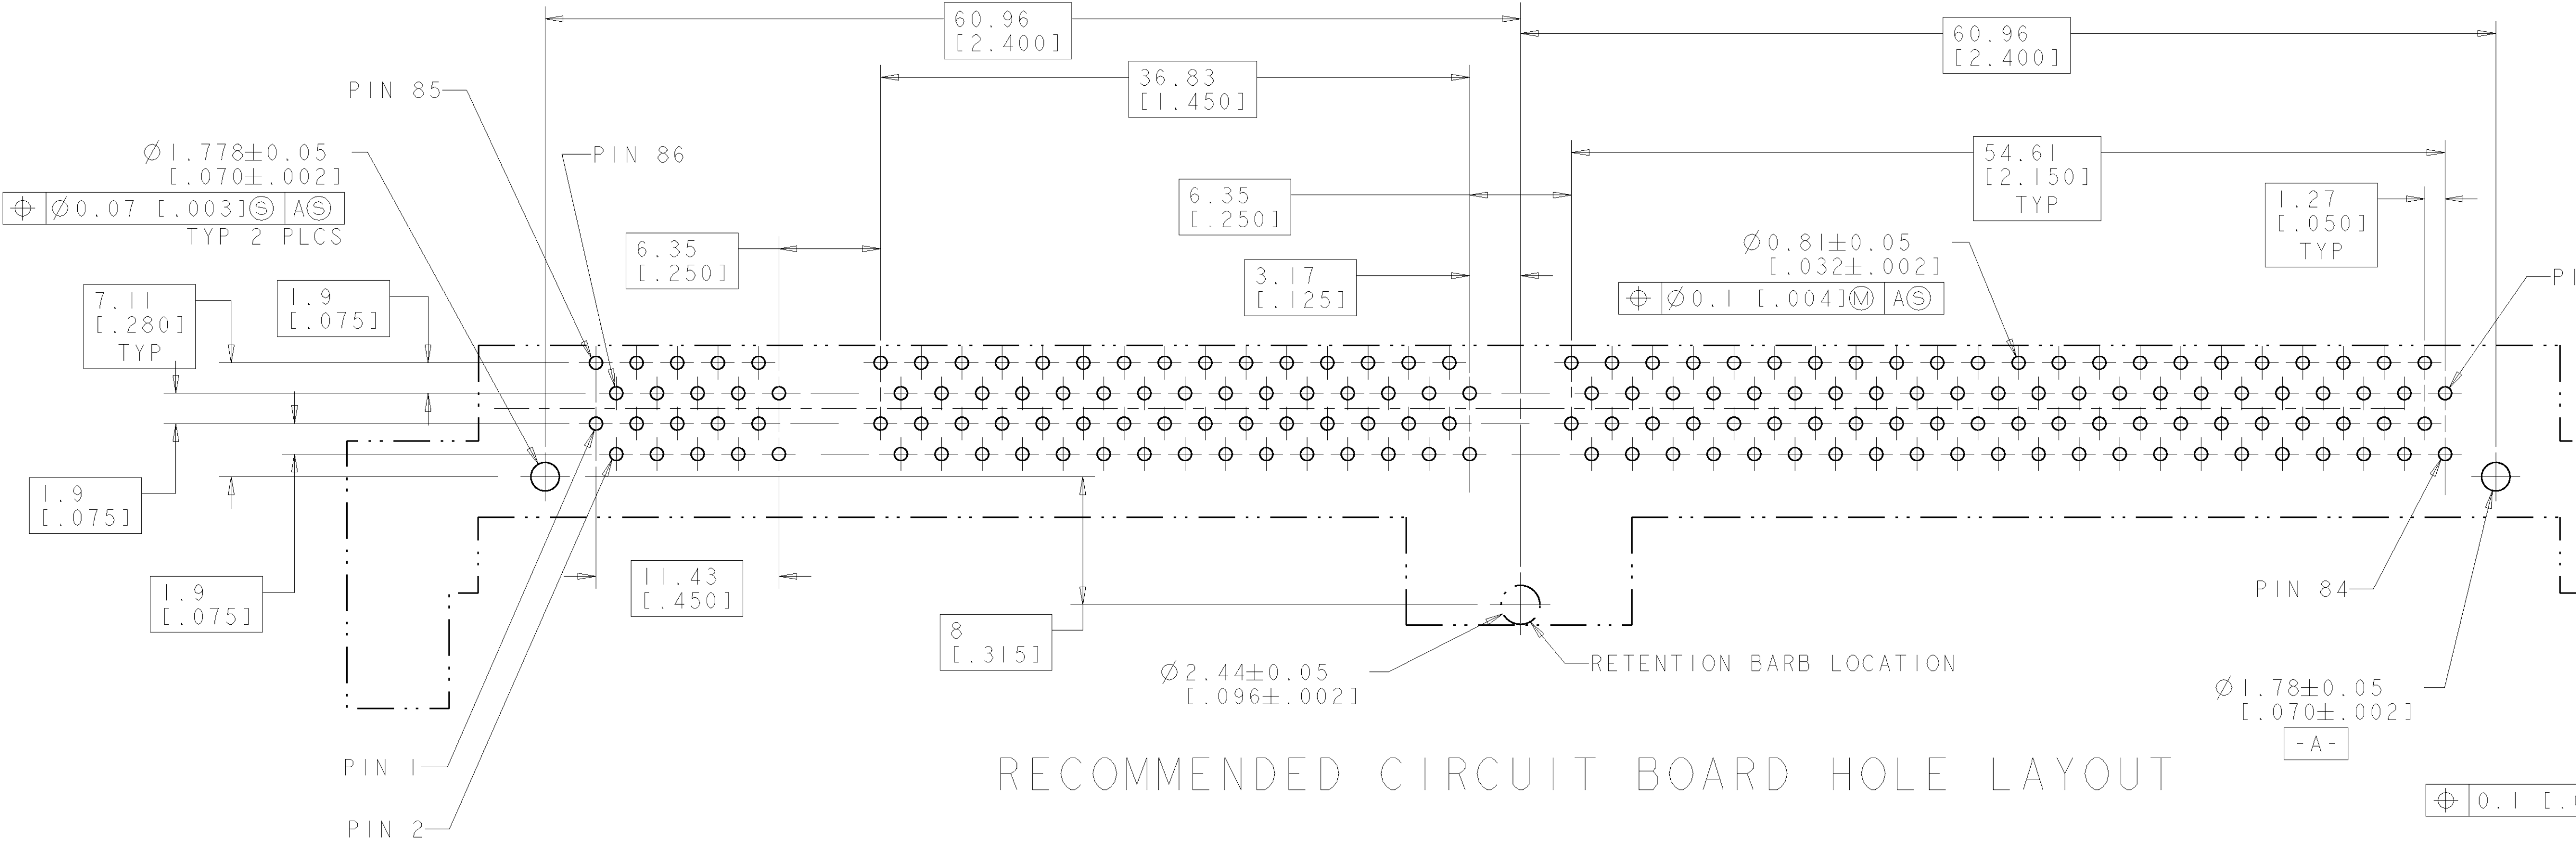 60.96
[2.400]
60.96
[2.400]
36.83
[1.450]
PIN 85
Ø1.778±0.05
[.070±.002]
⌖ Ø0.07 [.003]Ⓢ AⓈ
TYP 2 PLCS
PIN 86
54.61
[2.150]
TYP
6.35
[.250]
1.27
[.050]
TYP
6.35
[.250]
Ø0.81±0.05
[.032±.002]
⌖ Ø0.1 [.004]Ⓜ AⓈ
3.17
[.125]
7.11
[.280]
TYP
1.9
[.075]
1.9
[.075]
1.9
[.075]
11.43
[.450]
8
[.315]
Ø2.44±0.05
[.096±.002]
RETENTION BARB LOCATION
PIN 84
Ø1.78±0.05
[.070±.002]
-A-
PIN 1
PIN 2
RECOMMENDED CIRCUIT BOARD HOLE LAYOUT
⌖ 0.1